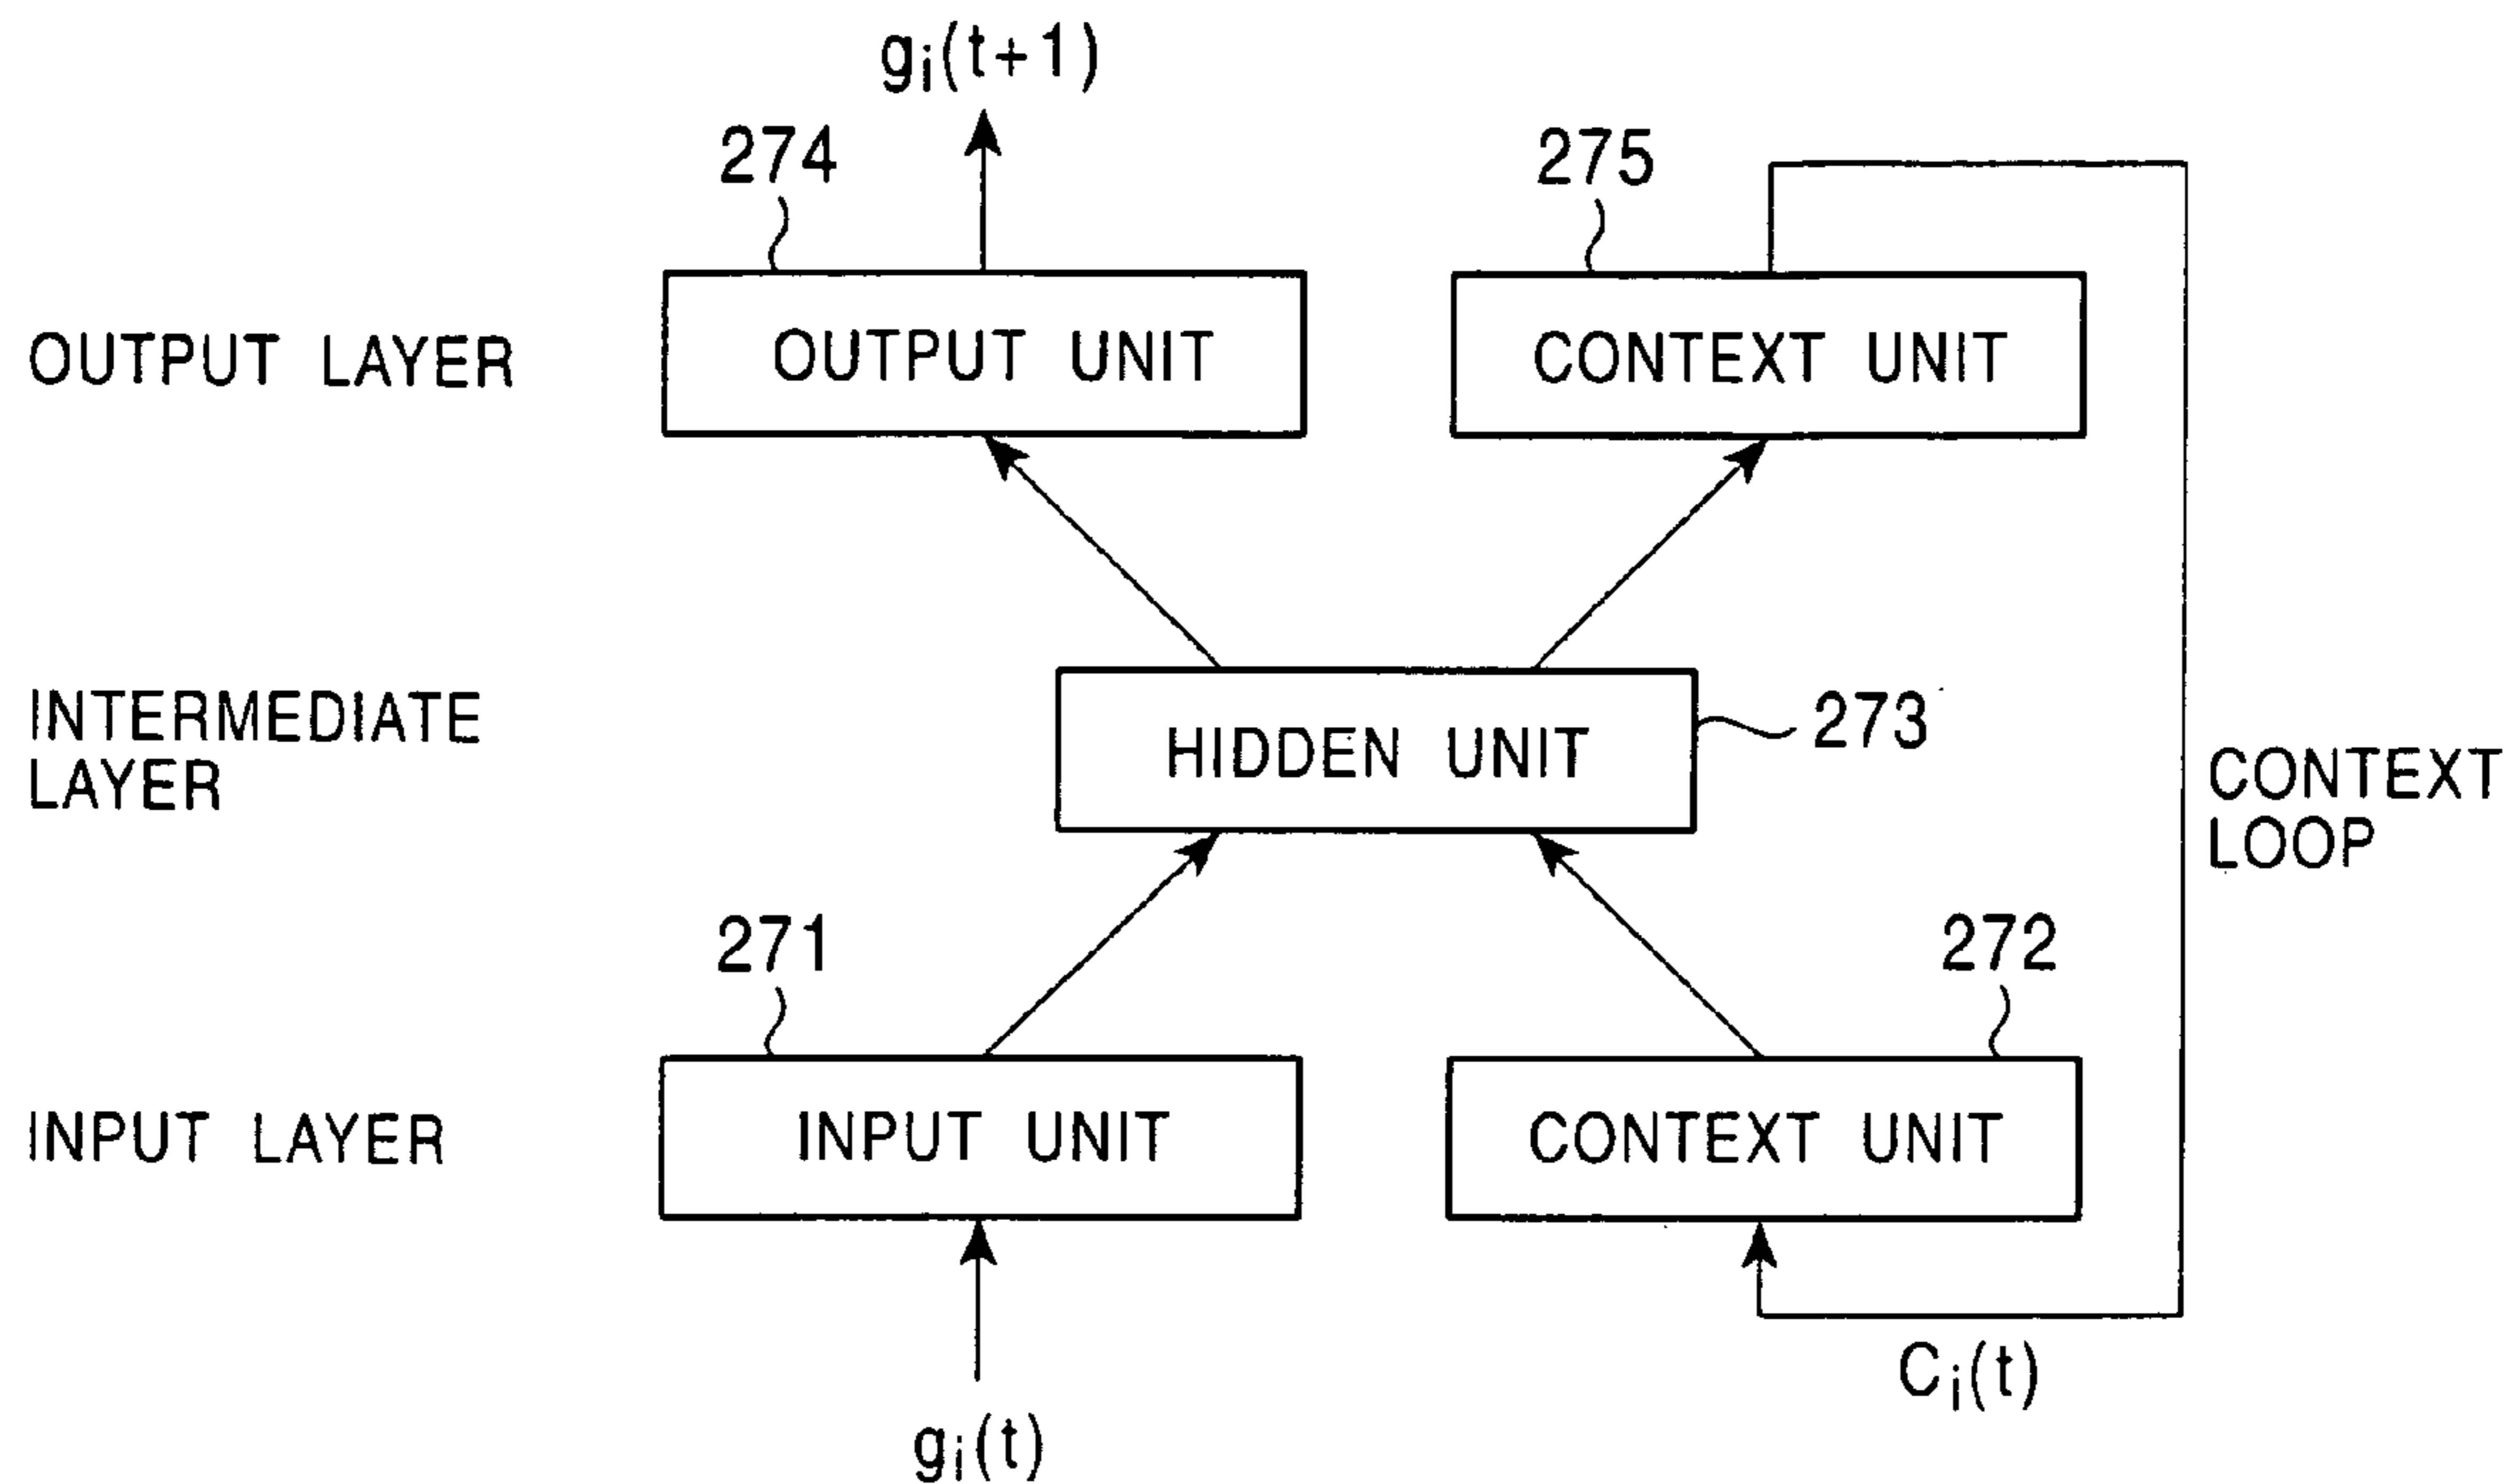 gi(t+1)
274
275
OUTPUT LAYER
OUTPUT UNIT
CONTEXT UNIT
INTERMEDIATE
LAYER
HIDDEN UNIT
273
CONTEXT
LOOP
271
272
INPUT LAYER
INPUT UNIT
CONTEXT UNIT
Ci(t)
gi(t)